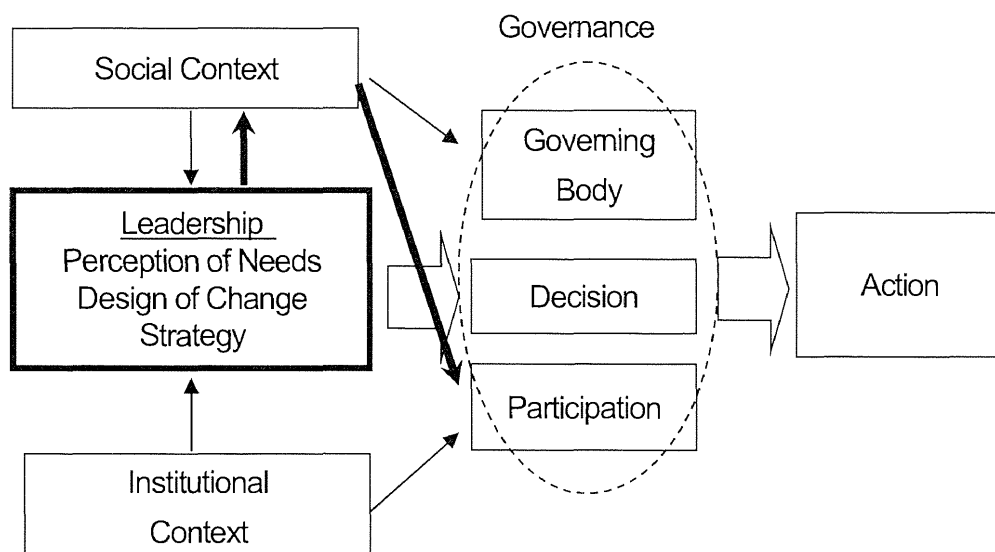 Governance
Social Context
Governing
Body
Leadership
Perception of Needs
Design of Change
Strategy
Decision
Action
Participation
Institutional
Context